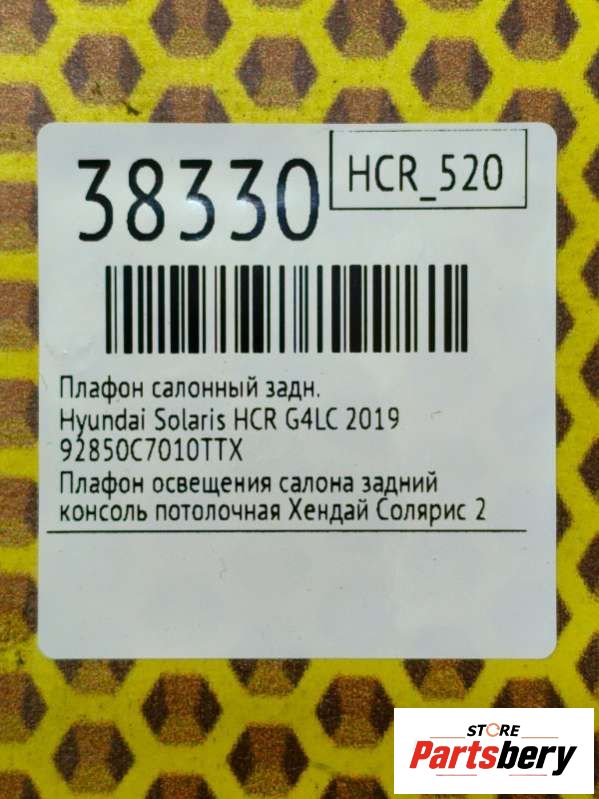 38330
HCR_520
Плафон салонный задн.
Hyundai Solaris HCR G4LC 2019
92850C7010TTX
Плафон освещения салона задний
консоль потолочная Хендай Солярис 2
STORE
Partsbery